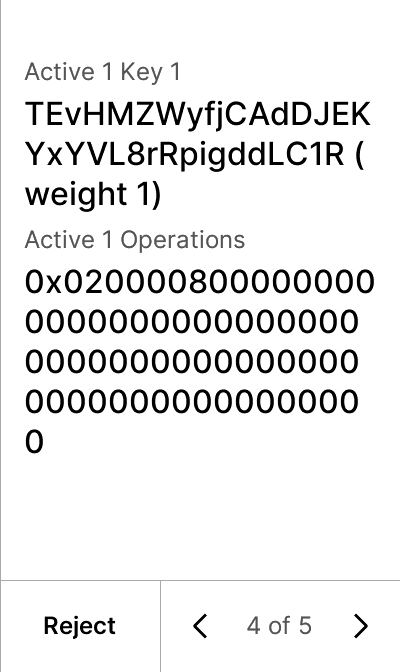 Active 1 Key 1
TEvHMZWyfjCAdDJEK
YxYVL8rRpigddLC1R (
weight 1)
Active 1 Operations
0x020000800000000
0000000000000000
0000000000000000
0000000000000000
0
Reject
4 of 5